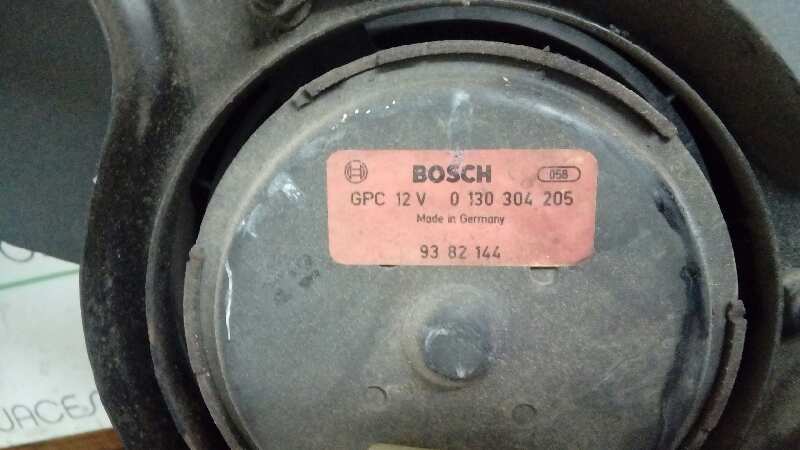 BOSCH 058
GPC 12 V 0 130 304 205
Made in Germany
93 82 144